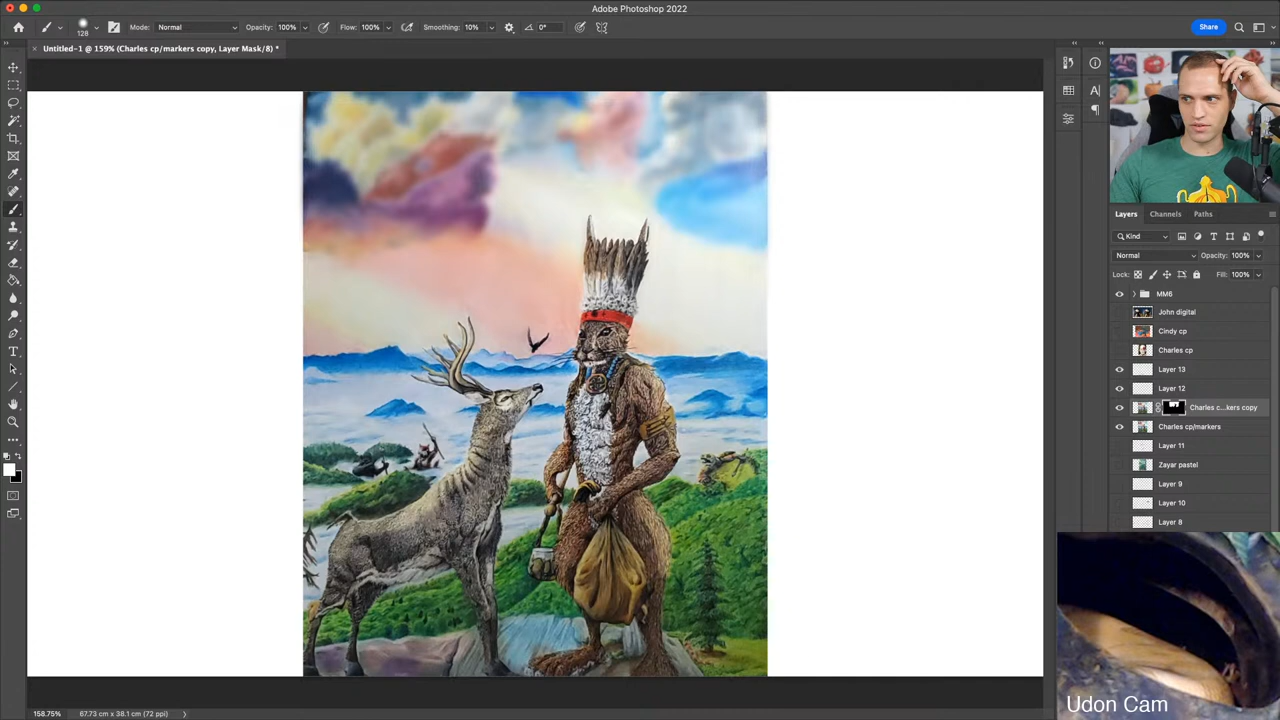 Adobe Photoshop 2022
128
Mode: Normal
Opacity: 100%
Flow: 100%
Smoothing: 10%
0°
Share
Untitled-1 @ 159% (Charles cp/markers copy, Layer Mask/8) *
Layers Channels Paths
Kind
Normal
Opacity: 100%
Lock:
Fill: 100%
MM6
John digital
Cindy cp
Charles cp
Layer 13
Layer 12
Charles c...kers copy
Charles cp/markers
Layer 11
Zayar pastel
Layer 9
Layer 10
Layer 8
Udon Cam
158.75%
67.73 cm x 38.1 cm (72 ppi)